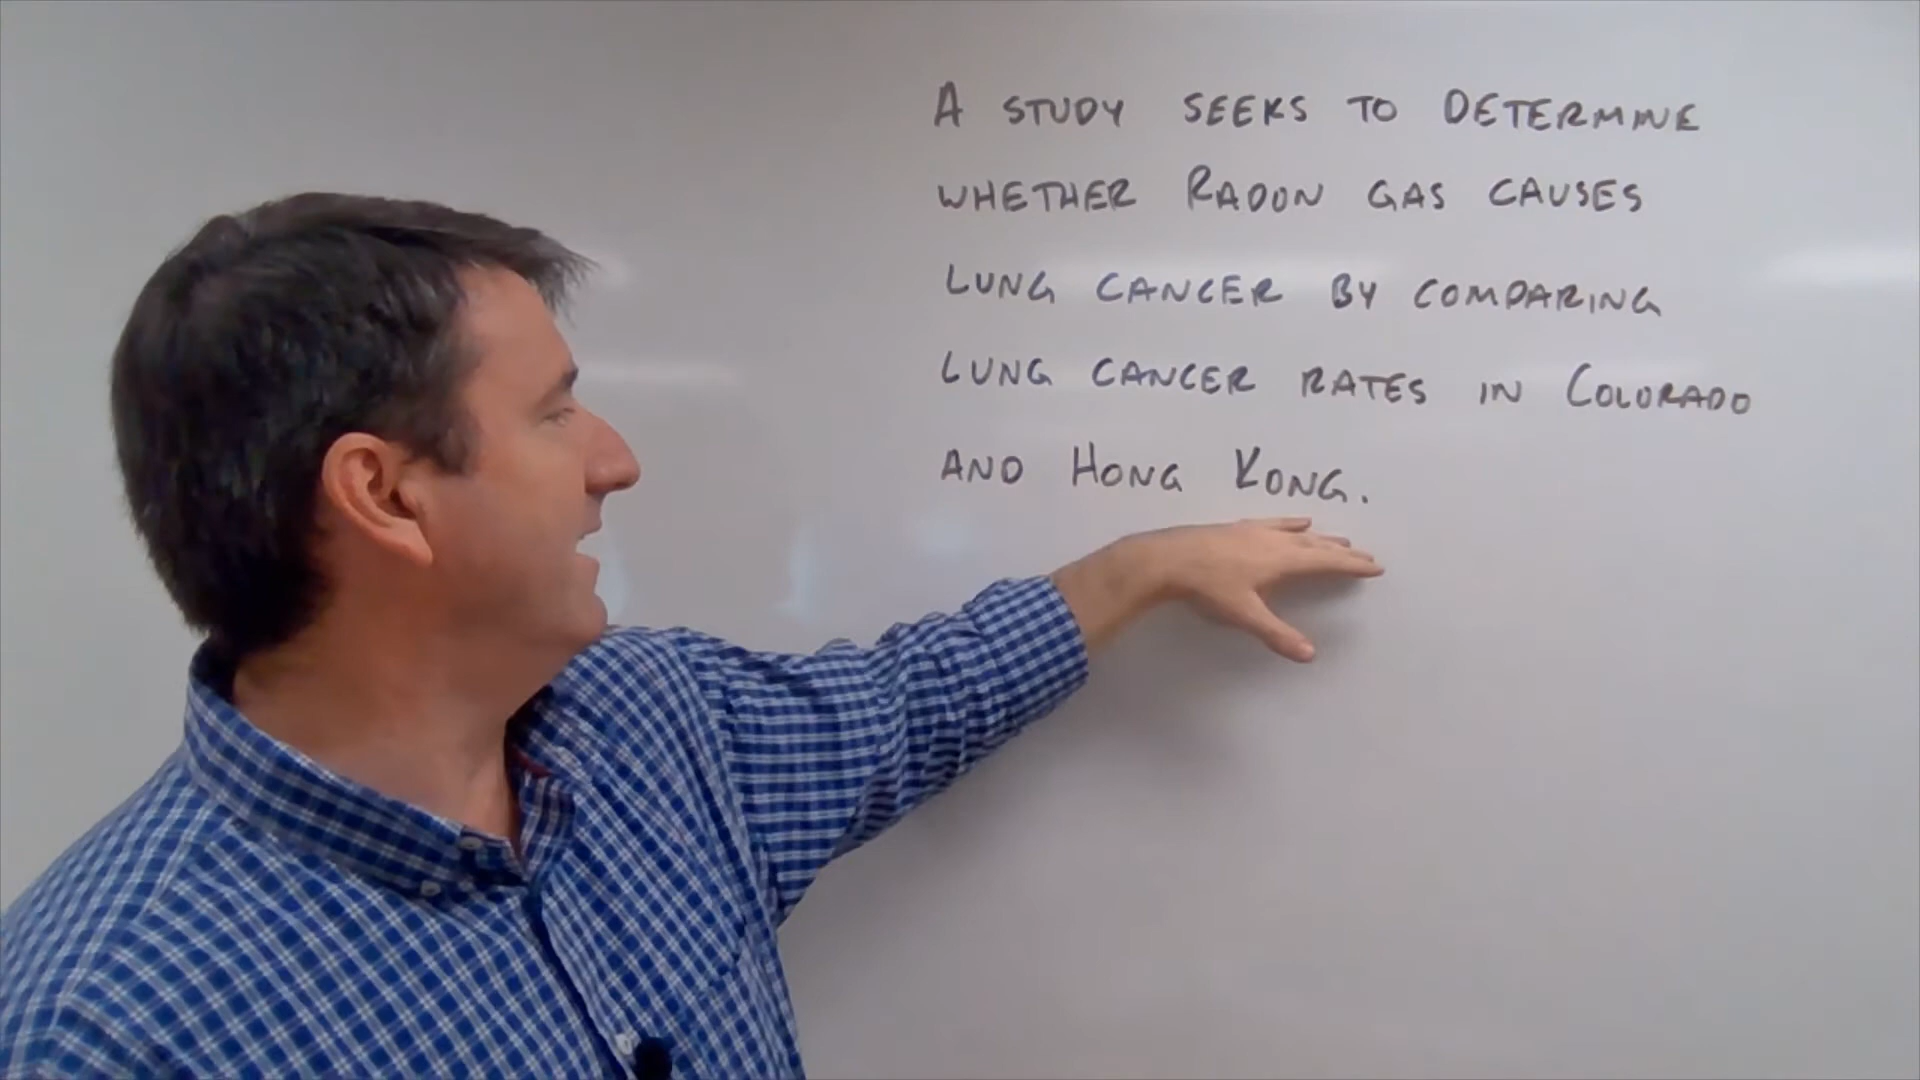 A STUDY SEEKS TO DETERMINE
WHETHER RADON GAS CAUSES
LUNG CANCER BY COMPARING
LUNG CANCER RATES IN COLORADO
AND HONG KONG.